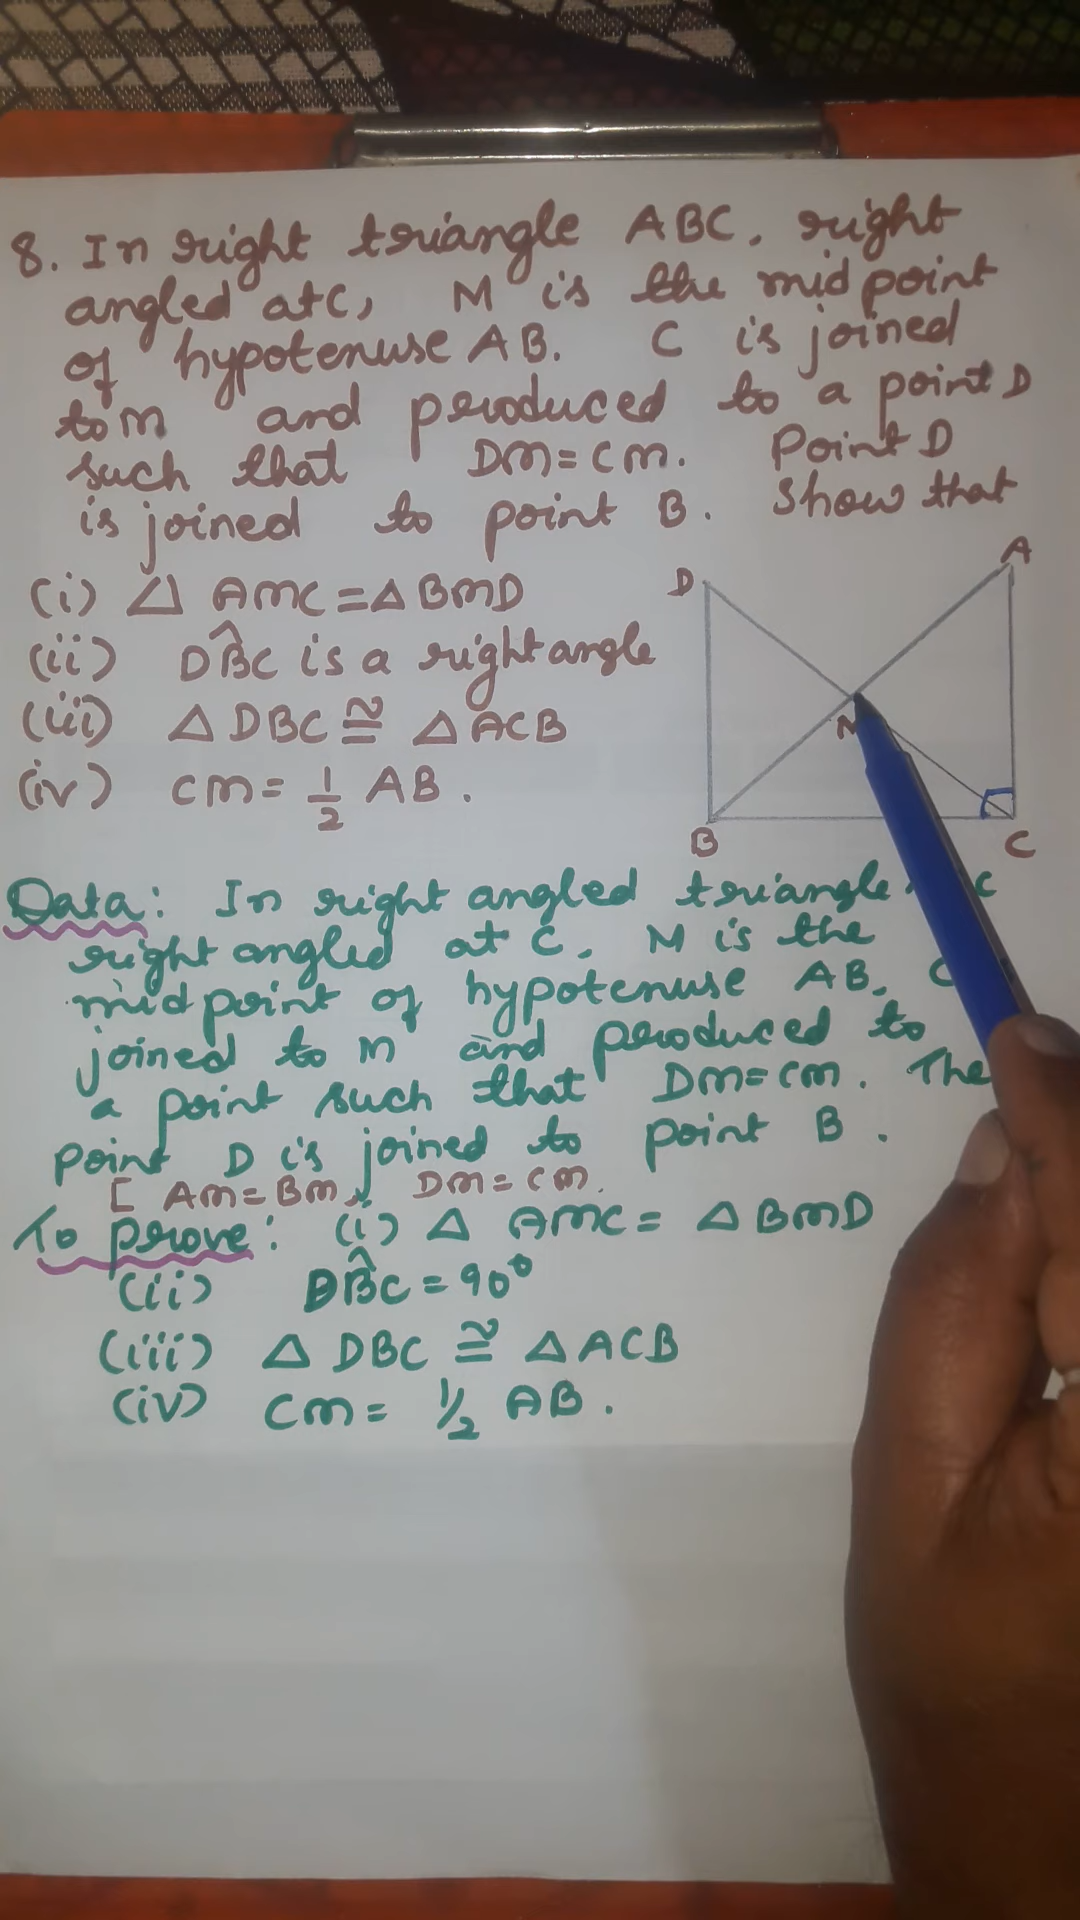 8. In right triangle ABC, right
angled at C, M is the midpoint
of hypotenuse AB. C is joined
to m and produced to a point D
such that Dm = cm. Point D
is joined to point B. Show that
(i) △ AMC = △ BMD
(ii) DB̂C is a right angle
(iii) △ DBC ≅ △ ACB
(iv) cm = 1/2 AB.
D A
M
B C
Data: In right angled triangle C
right angled at C. M is the
midpoint of hypotenuse AB. C
joined to m and produced to
a point such that Dm = cm. The
point D is joined to point B.
[ Am = Bm, Dm = cm.
To prove: (i) △ AMC = △ BMD
(ii) DB̂C = 90°
(iii) △ DBC ≅ △ ACB
(iv) Cm = 1/2 AB.